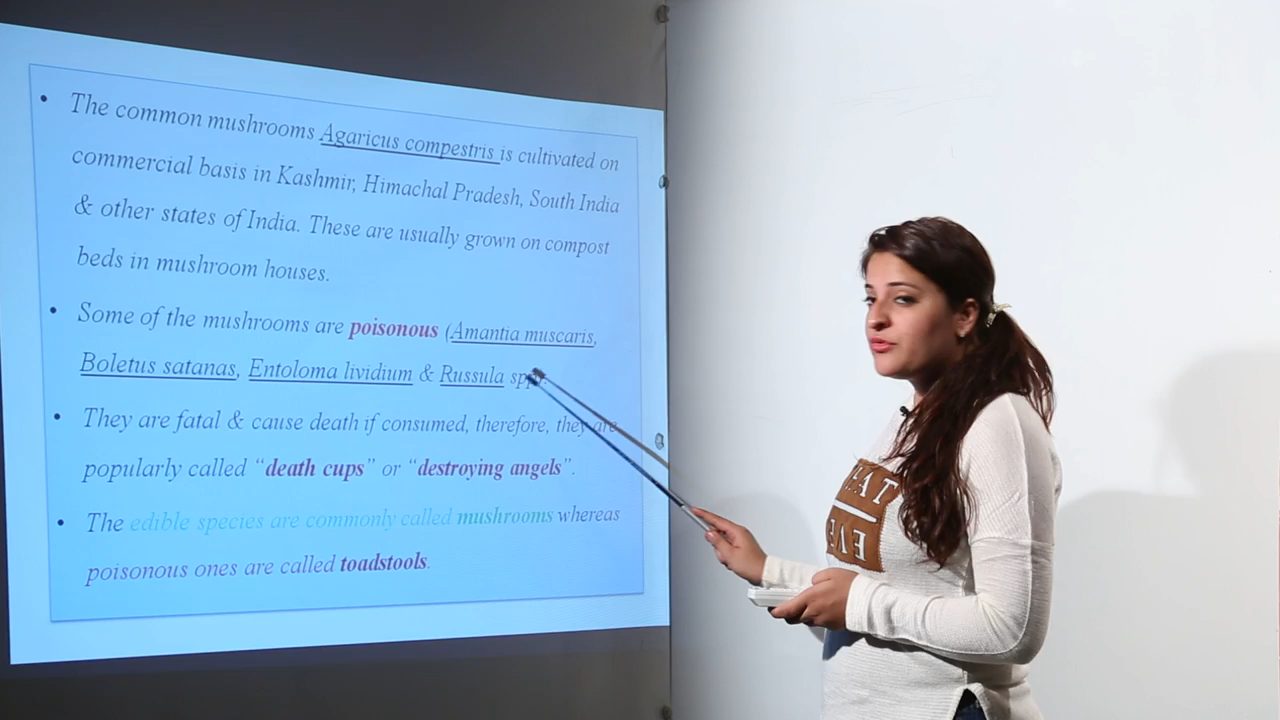 • The common mushrooms Agaricus compestris is cultivated on
commercial basis in Kashmir, Himachal Pradesh, South India
& other states of India. These are usually grown on compost
beds in mushroom houses.
• Some of the mushrooms are poisonous (Amantia muscaris,
Boletus satanas, Entoloma lividium & Russula
• They are fatal & cause death if consumed, therefore, they are
popularly called “death cups” or “destroying angels”.
• The edible species are commonly called mushrooms whereas
poisonous ones are called toadstools.